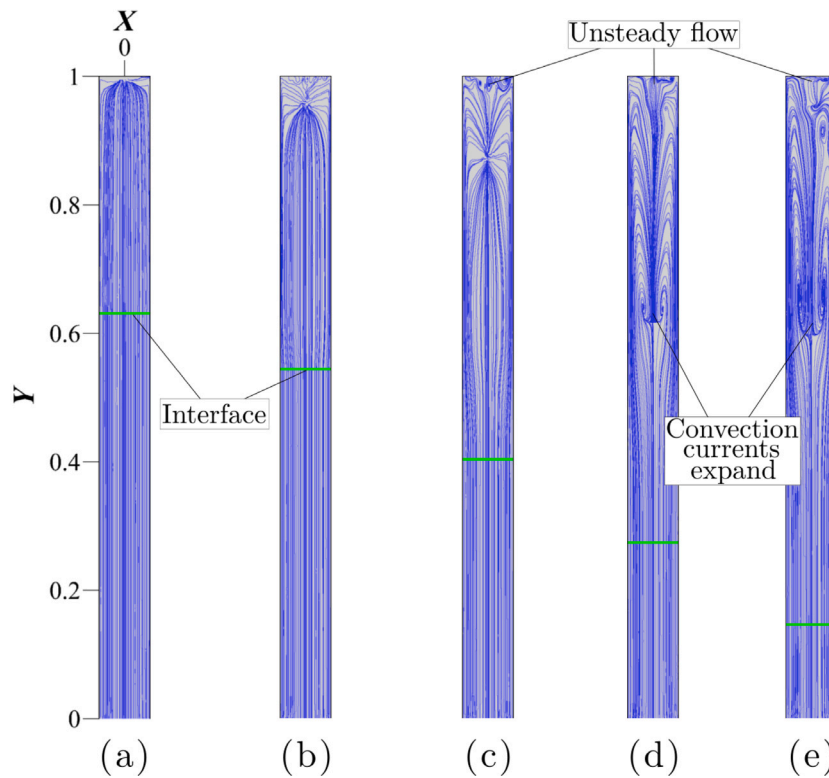 X
0
Unsteady flow
1
0.8
0.6
Interface
Y
0.4
Convection
currents
expand
0.2
0
(a)
(b)
(c)
(d)
(e)